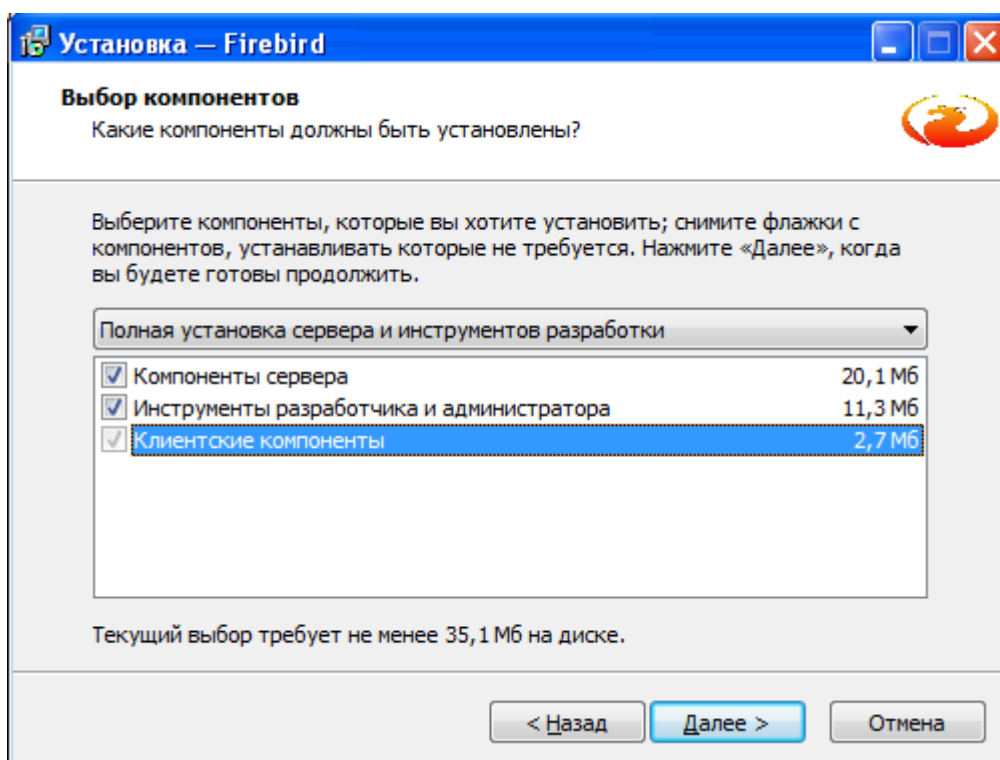 Установка — Firebird
Выбор компонентов
Какие компоненты должны быть установлены?
Выберите компоненты, которые вы хотите установить; снимите флажки с
компонентов, устанавливать которые не требуется. Нажмите «Далее», когда
вы будете готовы продолжить.
Полная установка сервера и инструментов разработки
Компоненты сервера 20,1 Мб
Инструменты разработчика и администратора 11,3 Мб
Клиентские компоненты 2,7 Мб
Текущий выбор требует не менее 35,1 Мб на диске.
< Назад Далее > Отмена